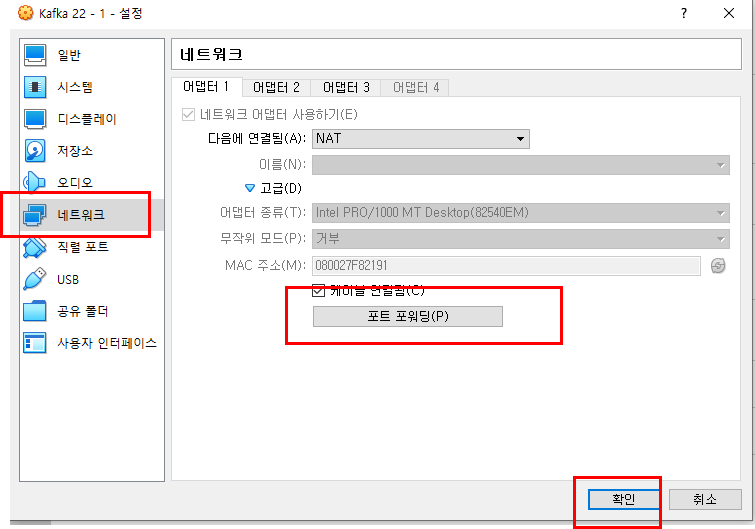 Kafka 22 - 1 - 설정
?
일반
시스템
디스플레이
저장소
오디오
네트워크
직렬 포트
USB
공유 폴더
사용자 인터페이스
네트워크
어댑터 1 어댑터 2 어댑터 3 어댑터 4
네트워크 어댑터 사용하기(E)
다음에 연결됨(A): NAT
이름(N):
고급(D)
어댑터 종류(T): Intel PRO/1000 MT Desktop(82540EM)
무작위 모드(P): 거부
MAC 주소(M): 080027F82191
케이블 연결됨(C)
포트 포워딩(P)
확인 취소